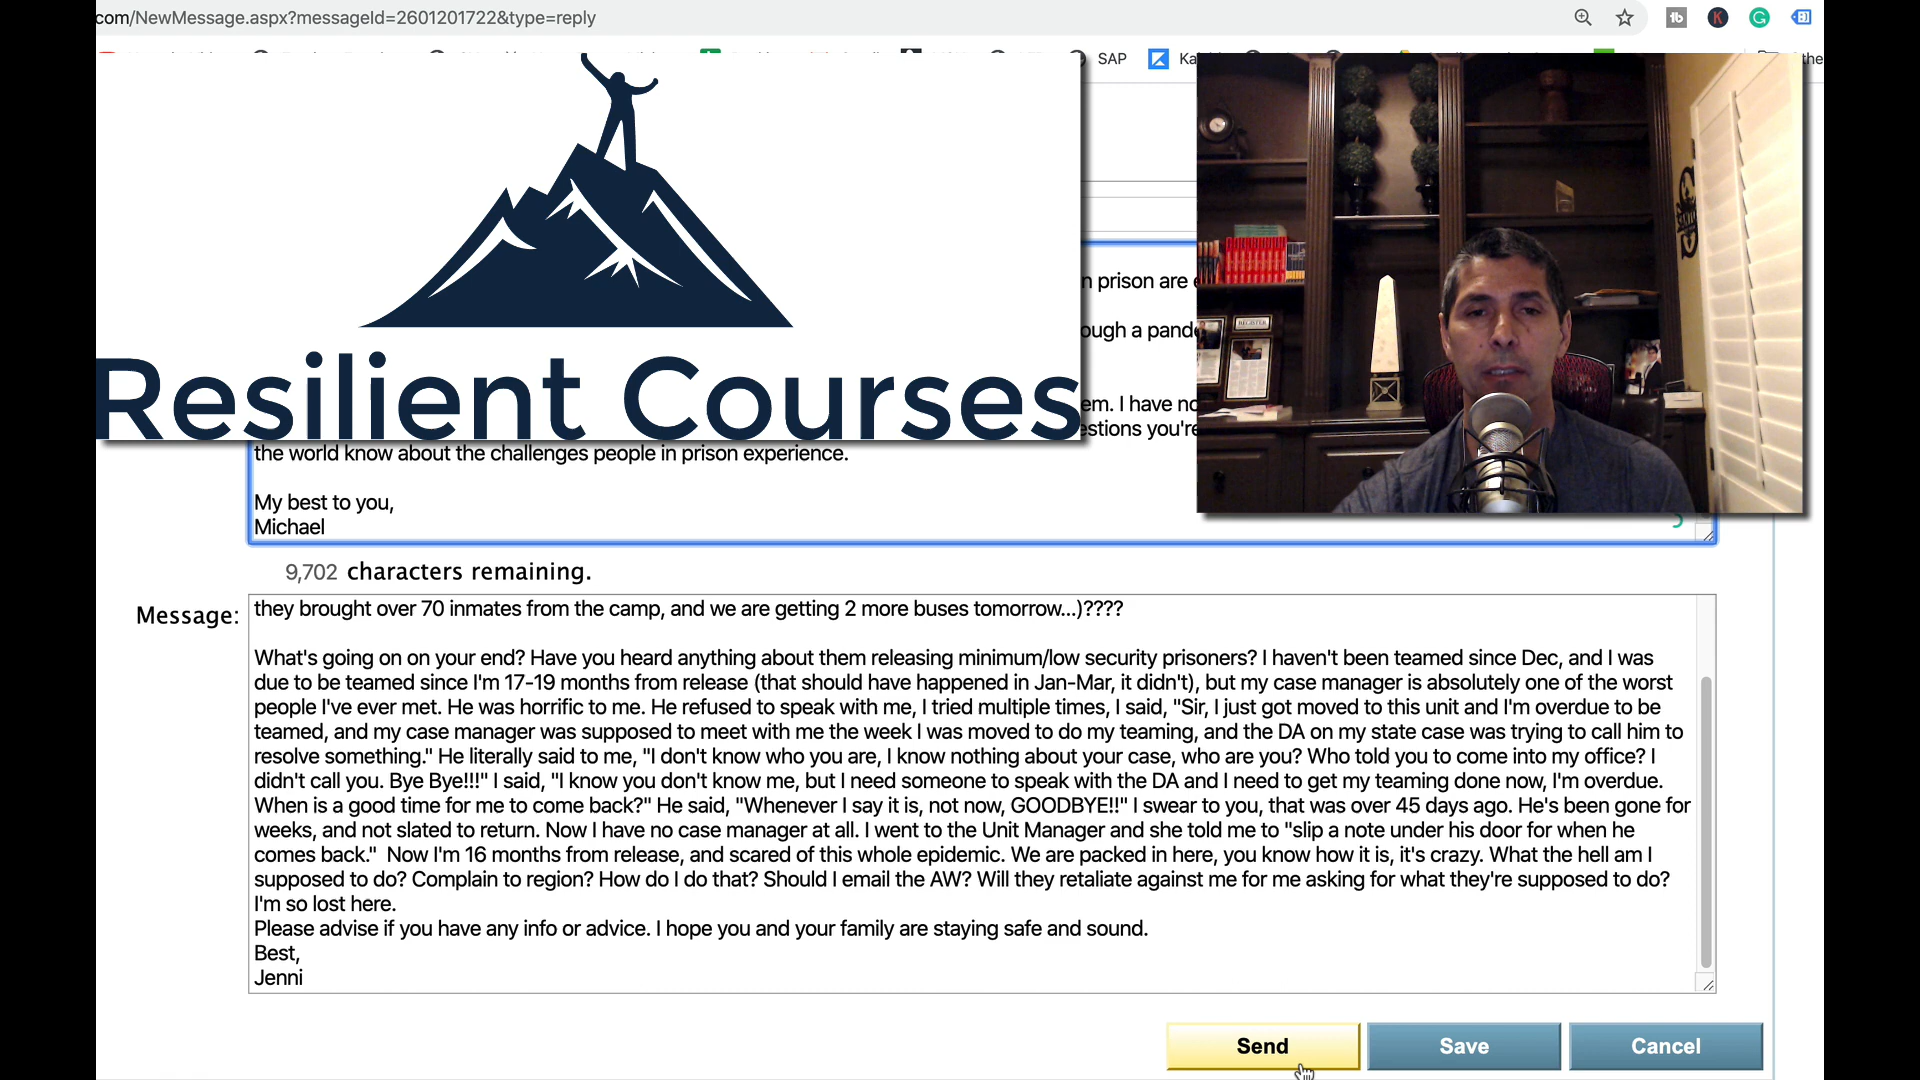 com/NewMessage.aspx?messageId=2601201722&type=reply
SAP
Resilient Courses
n prison are
ough a pand
em. I have no
estions you're
the world know about the challenges people in prison experience.
My best to you,
Michael
9,702 characters remaining.
Message:
they brought over 70 inmates from the camp, and we are getting 2 more buses tomorrow...)????
What's going on on your end? Have you heard anything about them releasing minimum/low security prisoners? I haven't been teamed since Dec, and I was
due to be teamed since I'm 17-19 months from release (that should have happened in Jan-Mar, it didn't), but my case manager is absolutely one of the worst
people I've ever met. He was horrific to me. He refused to speak with me, I tried multiple times, I said, "Sir, I just got moved to this unit and I'm overdue to be
teamed, and my case manager was supposed to meet with me the week I was moved to do my teaming, and the DA on my state case was trying to call him to
resolve something." He literally said to me, "I don't know who you are, I know nothing about your case, who are you? Who told you to come into my office? I
didn't call you. Bye Bye!!!" I said, "I know you don't know me, but I need someone to speak with the DA and I need to get my teaming done now, I'm overdue.
When is a good time for me to come back?" He said, "Whenever I say it is, not now, GOODBYE!!" I swear to you, that was over 45 days ago. He's been gone for
weeks, and not slated to return. Now I have no case manager at all. I went to the Unit Manager and she told me to "slip a note under his door for when he
comes back."  Now I'm 16 months from release, and scared of this whole epidemic. We are packed in here, you know how it is, it's crazy. What the hell am I
supposed to do? Complain to region? How do I do that? Should I email the AW? Will they retaliate against me for me asking for what they're supposed to do?
I'm so lost here.
Please advise if you have any info or advice. I hope you and your family are staying safe and sound.
Best,
Jenni
Send
Save
Cancel